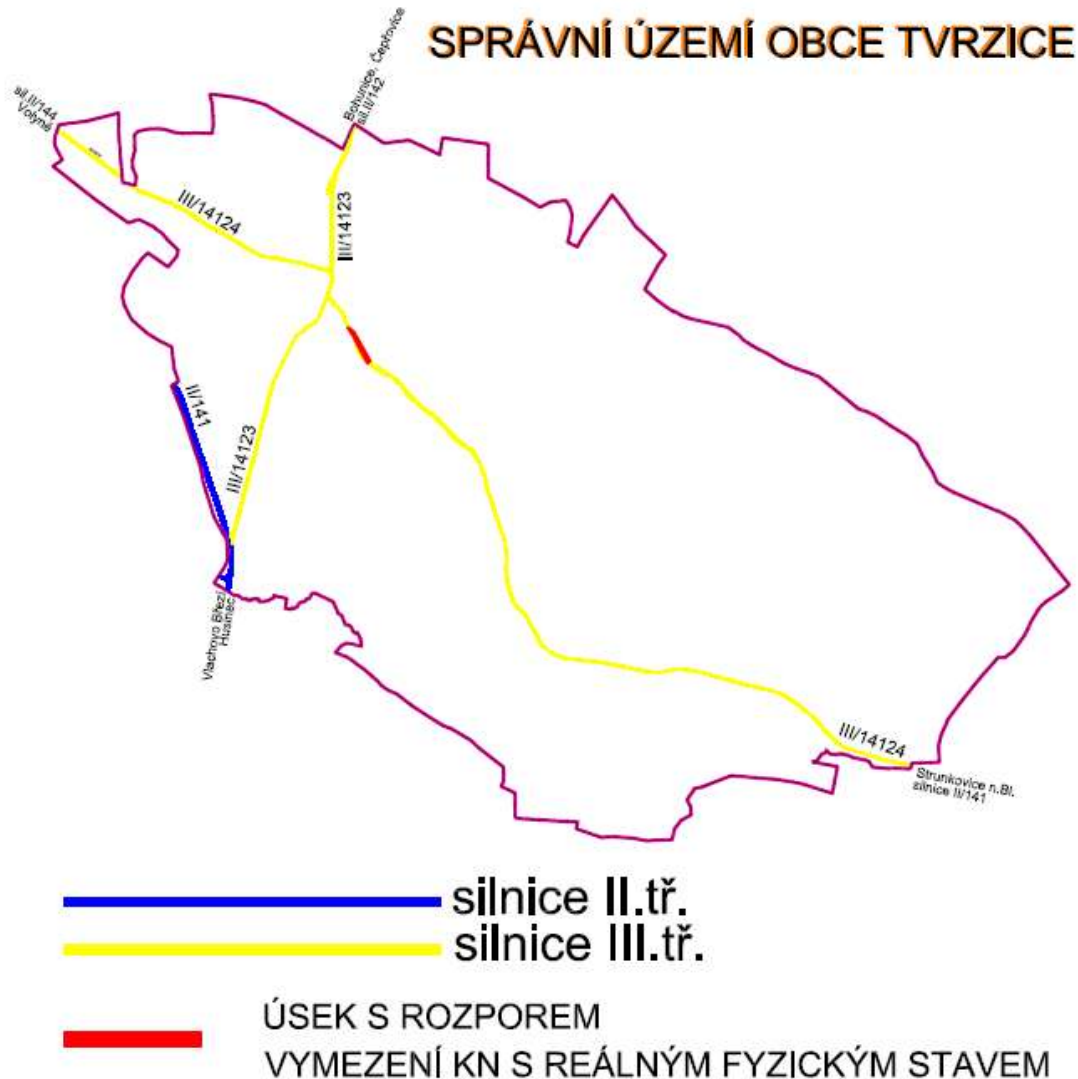 SPRÁVNÍ ÚZEMÍ OBCE TVRZICE
sil.II/144
Volyně
Bohunice, Čepřovice
sil.II/142
III/14124
III/14123
II/141
III/14123
Vlachovo Březí
Husinec
III/14124
Strunkovice n.Bl.
silnice II/141
silnice II.tř.
silnice III.tř.
ÚSEK S ROZPOREM
VYMEZENÍ KN S REÁLNÝM FYZICKÝM STAVEM